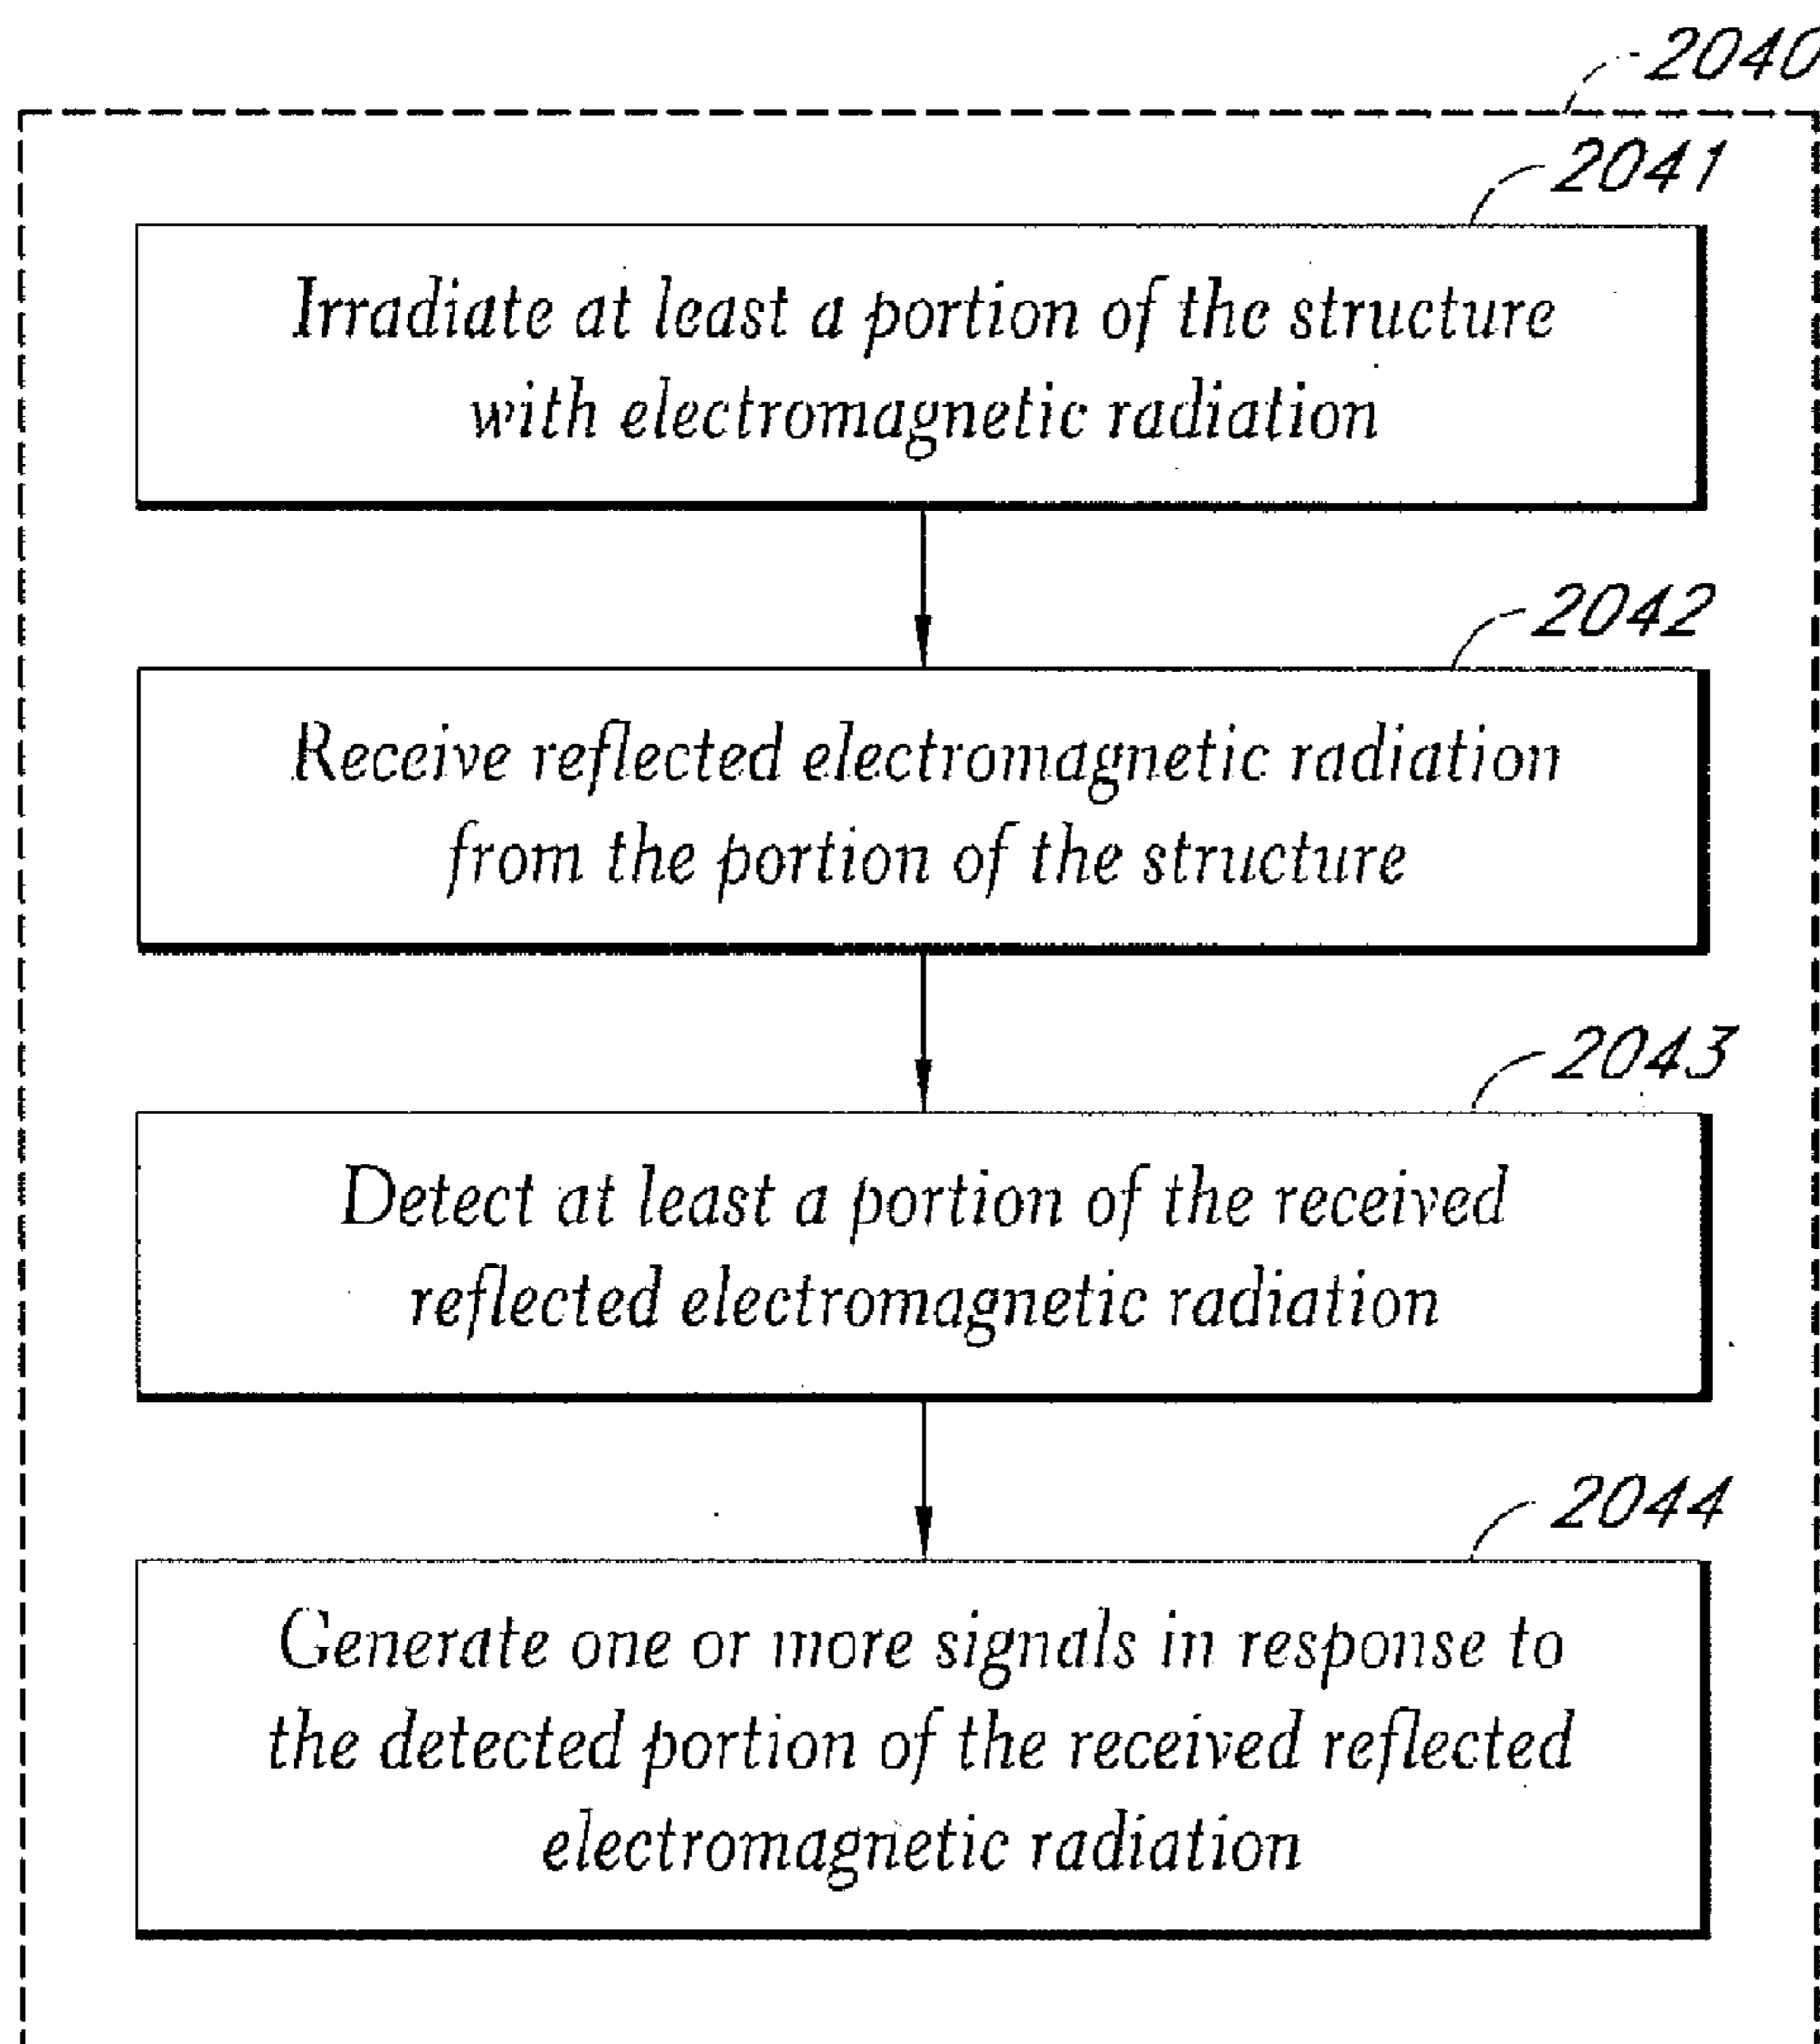 2040
2041
Irradiate at least a portion of the structure
with electromagnetic radiation
2042
Receive reflected electromagnetic radiation
from the portion of the structure
2043
Detect at least a portion of the received
reflected electromagnetic radiation
2044
Generate one or more signals in response to
the detected portion of the received reflected
electromagnetic radiation